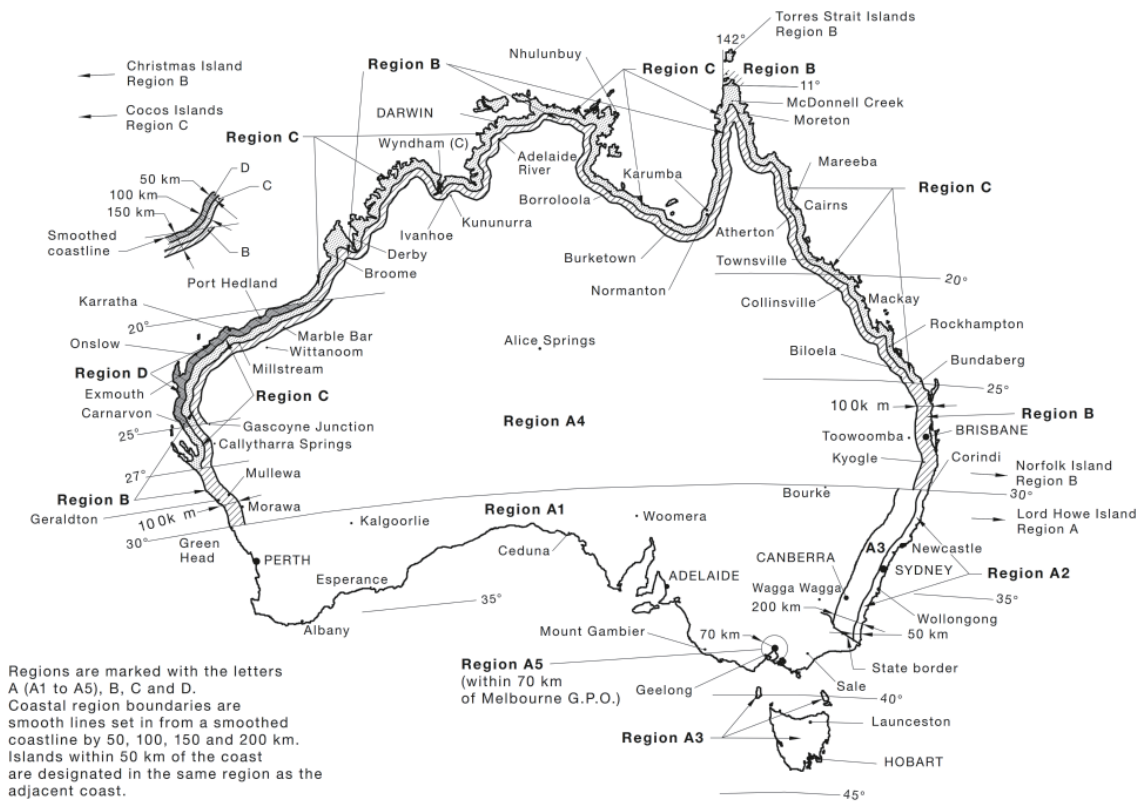 Torres Strait Islands
Region B
142°
Nhulunbuy
Christmas Island
Region B
Region B
Region C
Region B
11°
Cocos Islands
Region C
DARWIN
McDonnell Creek
Moreton
Region C
Wyndham (C)
D
50 km
C
100 km
150 km
Adelaide
River
Karumba
Mareeba
Region C
Borroloola
Cairns
Smoothed
coastline
B
Kununurra
Ivanhoe
Atherton
Derby
Burketown
Townsville
Broome
Port Hedland
Normanton
20°
Collinsville
Karratha
Mackay
20°
Marble Bar
Rockhampton
Onslow
Wittanoom
Alice Springs
Biloela
Millstream
Bundaberg
Region D
Exmouth
Region C
25°
Carnarvon
100k m
Region B
Region A4
Gascoyne Junction
25°
Toowoomba
BRISBANE
Callytharra Springs
Kyogle
Corindi
27°
Mullewa
Norfolk Island
Region B
Region B
Bourke
30°
Morawa
Geraldton
100k m
Region A1
Lord Howe Island
Region A
30°
Kalgoorlie
Woomera
Green
Head
Ceduna
A3
Newcastle
PERTH
CANBERRA
SYDNEY
Region A2
Esperance
ADELAIDE
Wagga Wagga
35°
35°
200 km
Wollongong
Albany
Mount Gambier
70 km
50 km
Region A5
(within 70 km
of Melbourne G.P.O.)
State border
Geelong
Sale
40°
Launceston
Region A3
HOBART
45°
Regions are marked with the letters
A (A1 to A5), B, C and D.
Coastal region boundaries are
smooth lines set in from a smoothed
coastline by 50, 100, 150 and 200 km.
Islands within 50 km of the coast
are designated in the same region as the
adjacent coast.